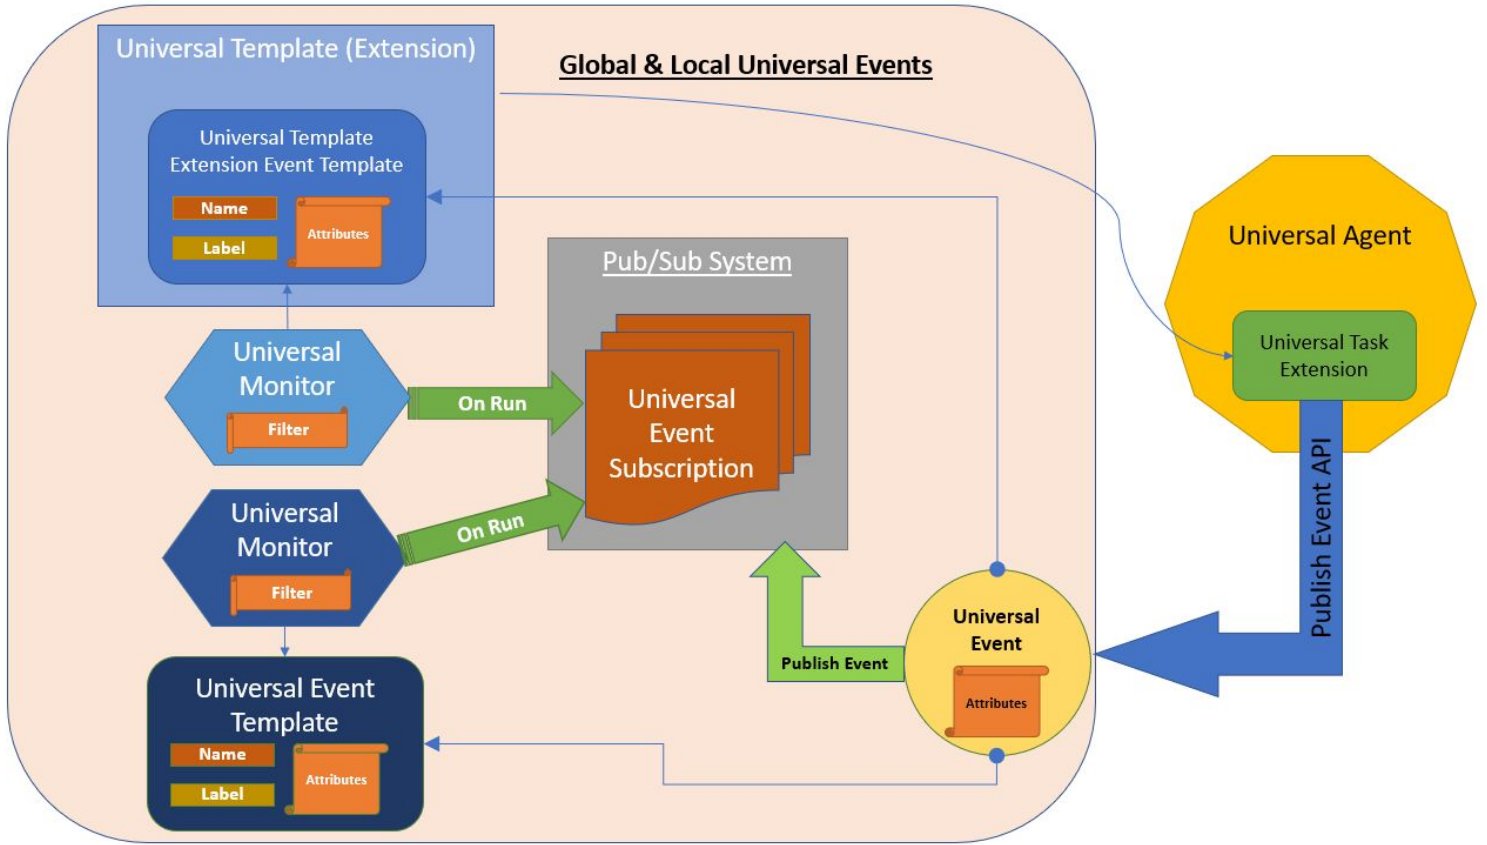 Universal Template (Extension)
Global & Local Universal Events
Universal Template
Extension Event Template
Name
Label
Attributes
Pub/Sub System
Universal Agent
Universal Task
Extension
Universal
Monitor
Filter
On Run
Universal
Event
Subscription
Universal
Monitor
Filter
On Run
Publish Event API
Universal
Event
Attributes
Publish Event
Universal Event
Template
Name
Label
Attributes